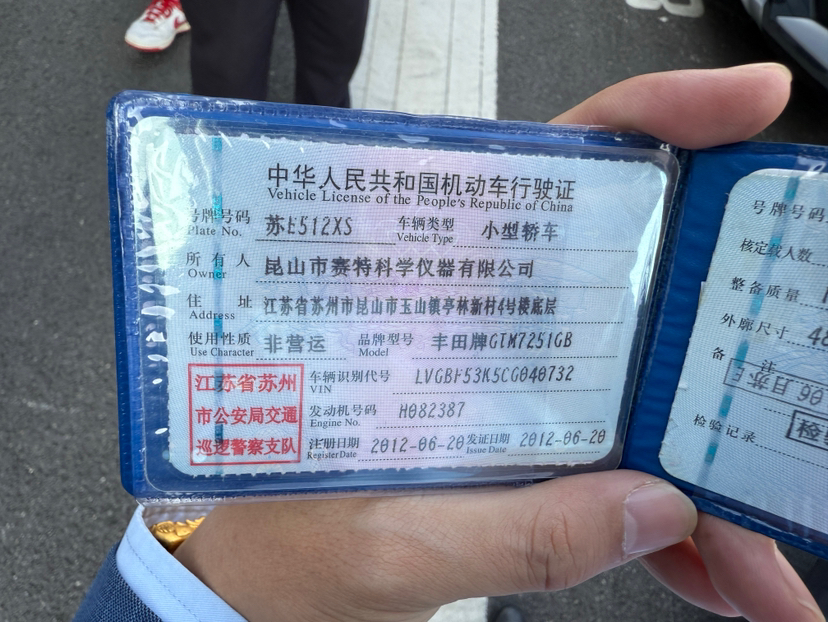 中华人民共和国机动车行驶证
Vehicle License of the People's Republic of China
号牌号码 苏E512XS 车辆类型 小型轿车
Plate No. Vehicle Type
所有人 昆山市赛特科学仪器有限公司
Owner
住址 江苏省苏州市昆山市玉山镇亭林新村4号楼底层
Address
使用性质 非营运 品牌型号 丰田牌GTM7251GB
Use Character Model
江苏省苏州
市公安局交通
巡逻警察支队
车辆识别代号 LVGBF53K5CG040732
VIN
发动机号码 H082387
Engine No.
注册日期 2012-06-20 发证日期 2012-06-20
Register Date Issue Date
号牌号码
核定载人数
整备质量
外廓尺寸 48
备注
检验记录